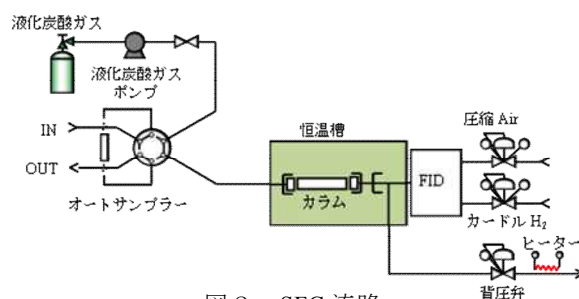 液化炭酸ガス
液化炭酸ガス
ポンプ
IN
OUT
オートサンプラー
恒温槽
カラム
FID
圧縮 Air
カードル H₂
ヒーター
背圧弁